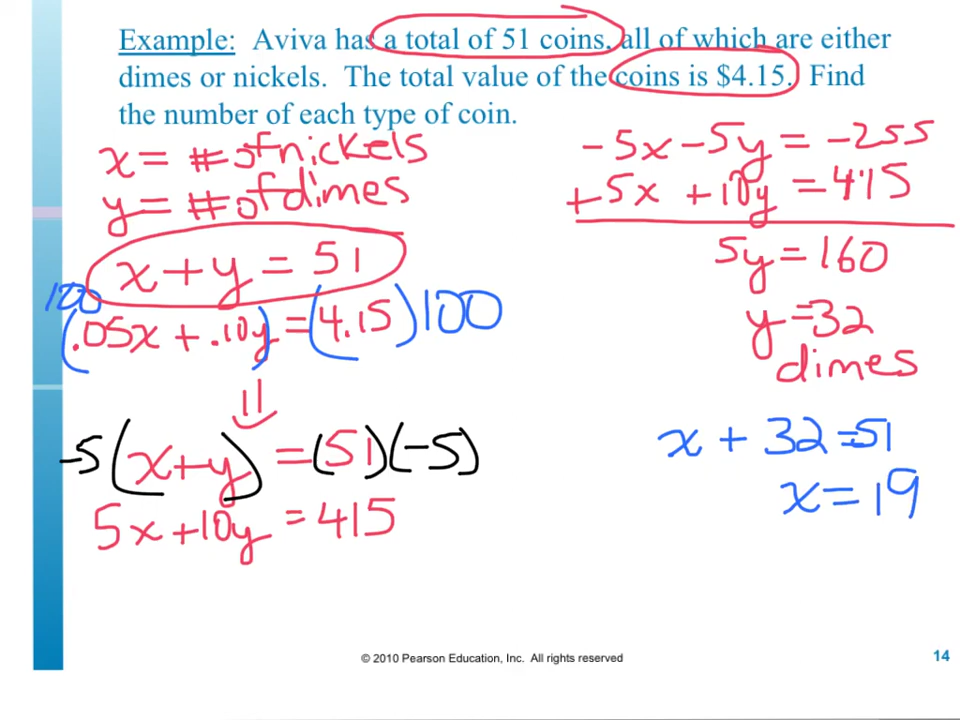 Example: Aviva has a total of 51 coins, all of which are either
dimes or nickels. The total value of the coins is $4.15. Find
the number of each type of coin.
x = # of nickels
y = # of dimes
x + y = 51
100(.05x + .10y) = (4.15)100
-5(x+y) = (51)(-5)
5x+10y = 415
-5x -5y = -255
+5x +10y = 415
5y = 160
y = 32
dimes
x + 32 = 51
x = 19
© 2010 Pearson Education, Inc. All rights reserved
14